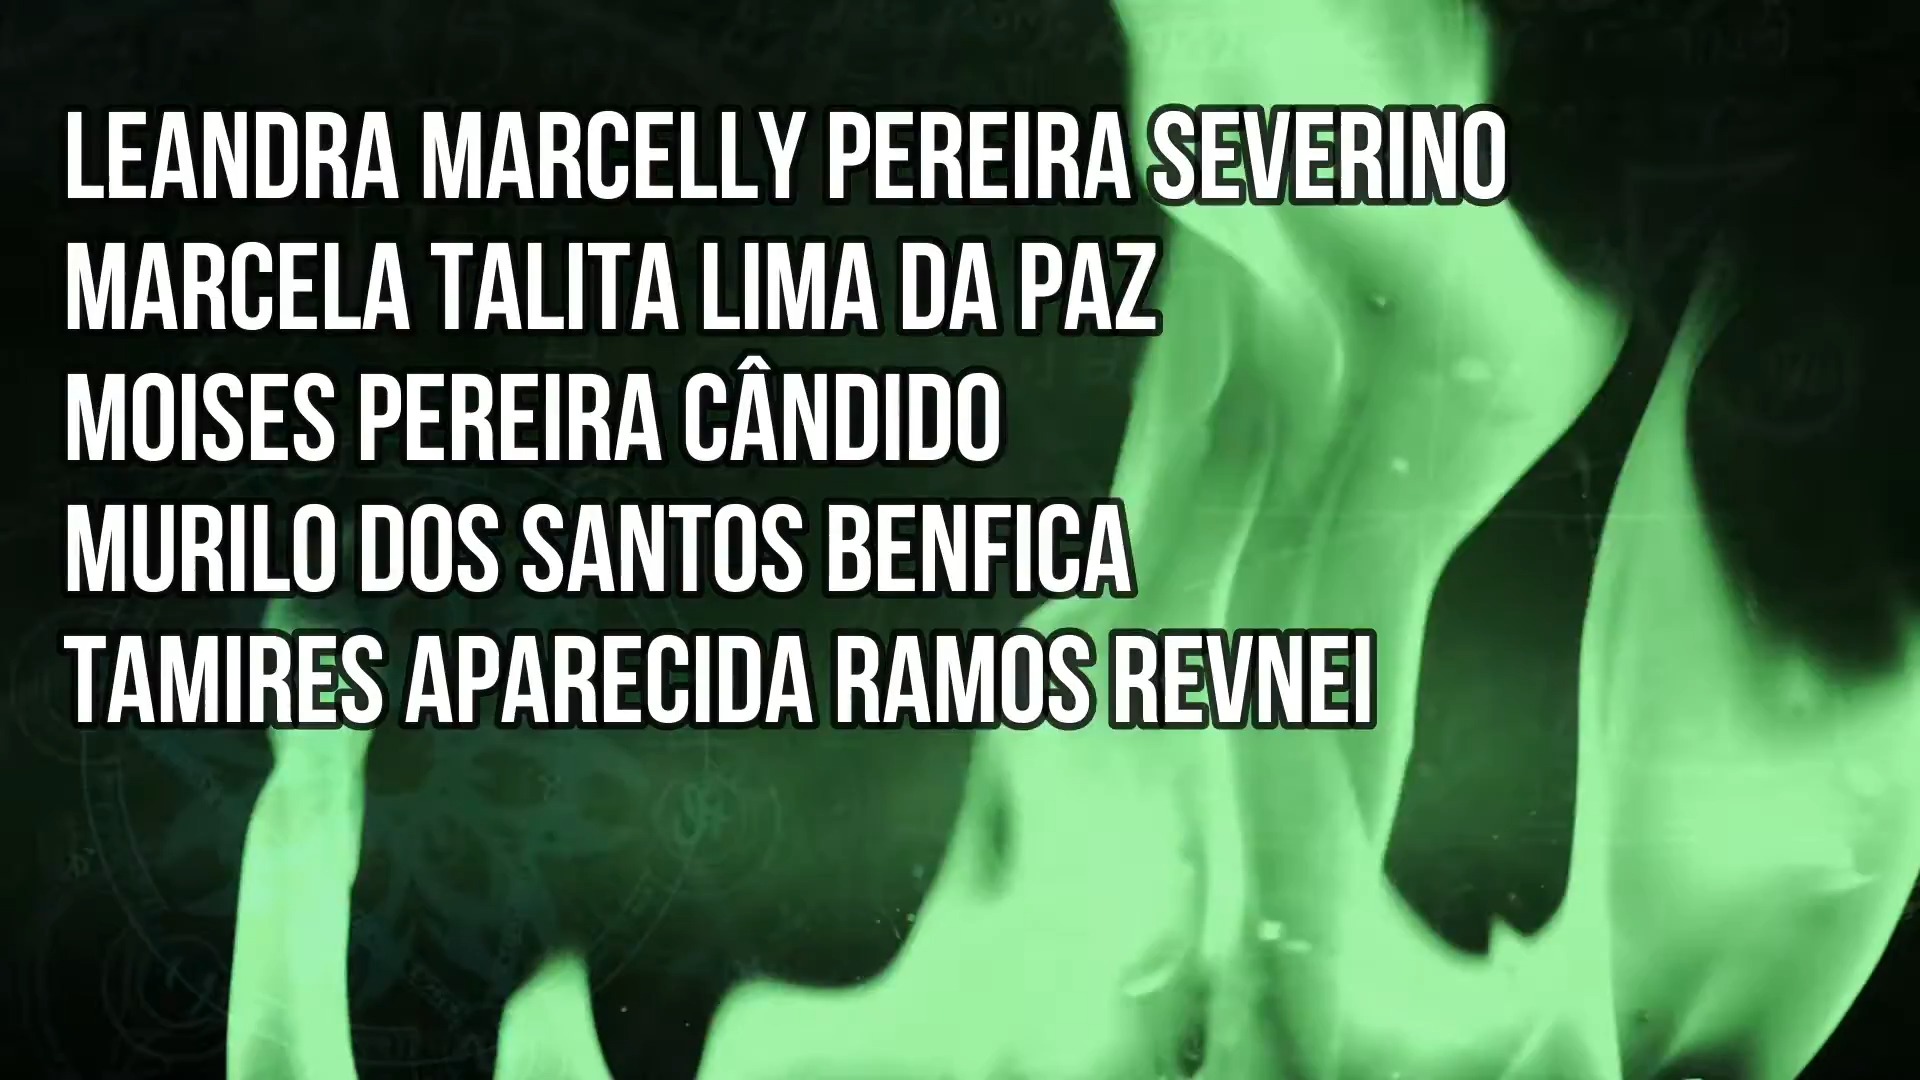 LEANDRA MARCELLY PEREIRA SEVERINO
MARCELA TALITA LIMA DA PAZ
MOISES PEREIRA CÂNDIDO
MURILO DOS SANTOS BENFICA
TAMIRES APARECIDA RAMOS REVNEI